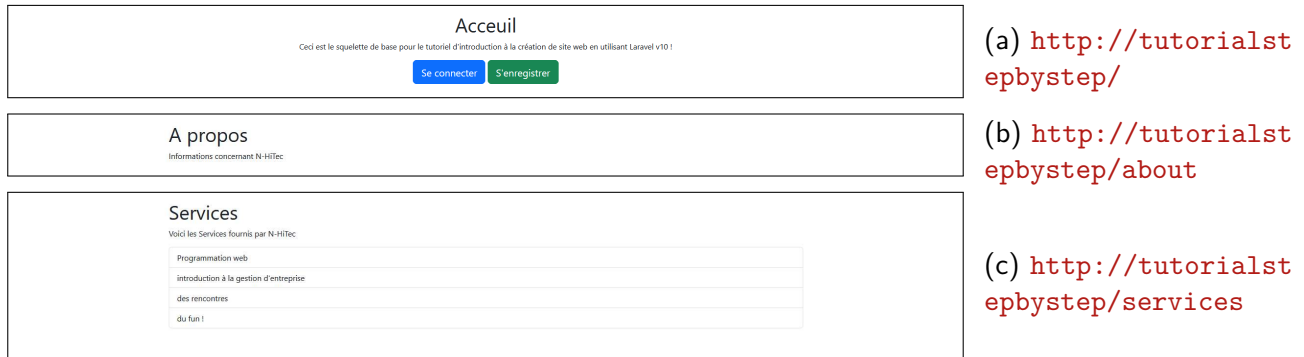 Acceuil
Ceci est le squelette de base pour le tutoriel d'introduction à la création de site web en utilisant Laravel v10 !
Se connecter S'enregistrer
(a) http://tutorialst
epbystep/
A propos
Informations concernant N-HiTec
(b) http://tutorialst
epbystep/about
Services
Voici les Services fournis par N-HiTec
Programmation web
introduction à la gestion d'entreprise
des rencontres
du fun !
(c) http://tutorialst
epbystep/services